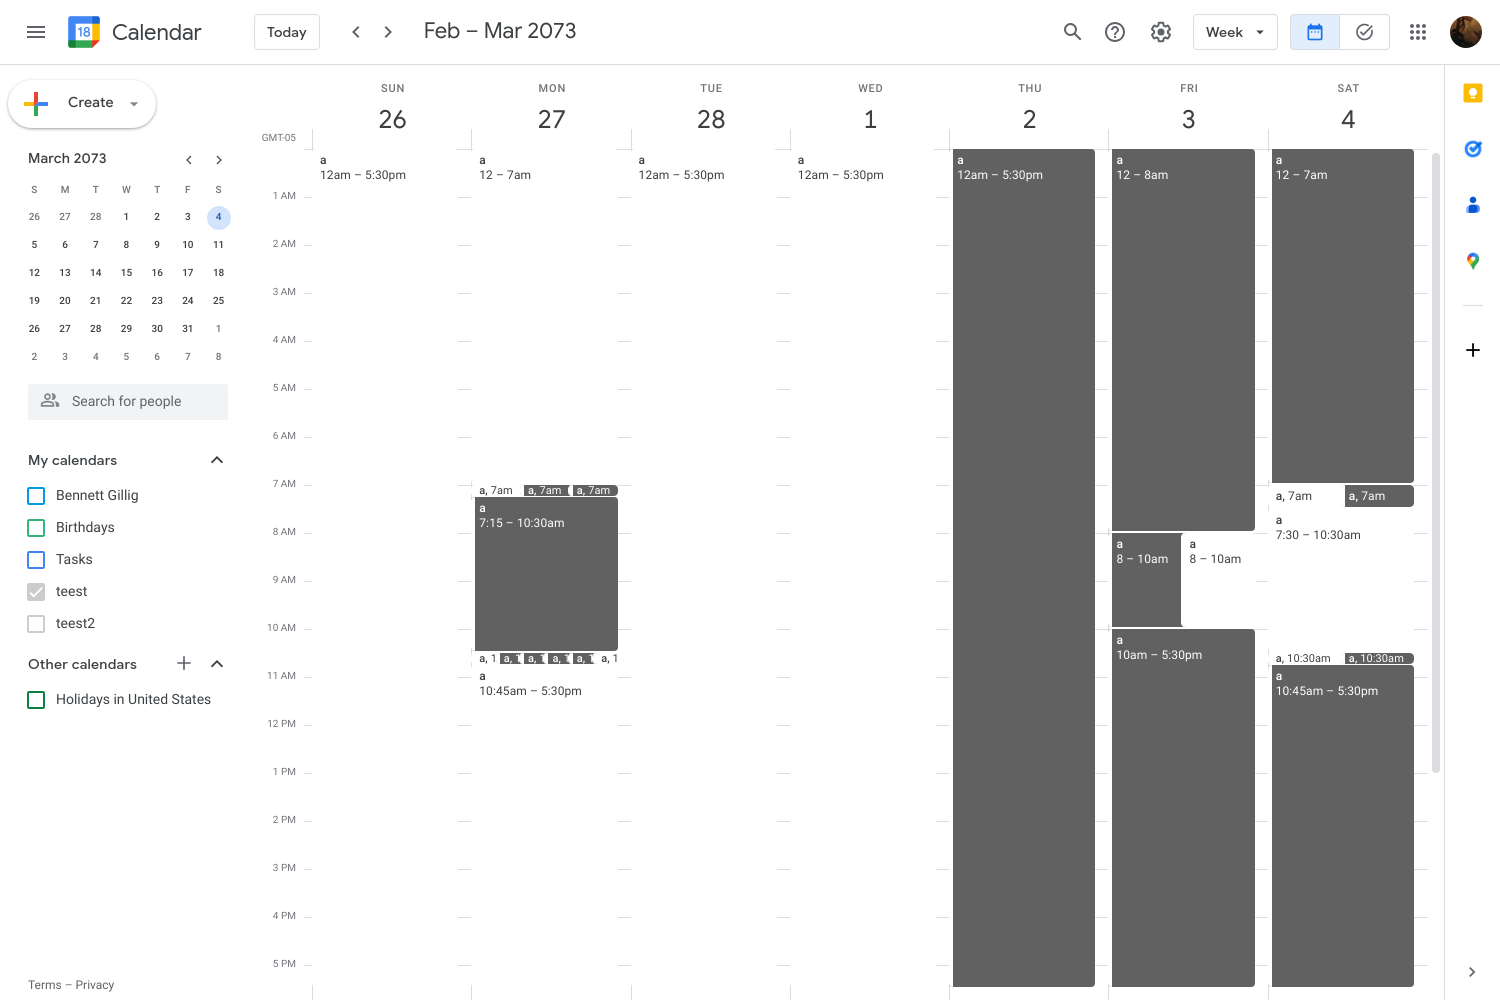 18 Calendar Today Feb – Mar 2073 Week
Create
SUN MON TUE WED THU FRI SAT
26 27 28 1 2 3 4
GMT-05
March 2073
S M T W T F S
26 27 28 1 2 3 4
5 6 7 8 9 10 11
12 13 14 15 16 17 18
19 20 21 22 23 24 25
26 27 28 29 30 31 1
2 3 4 5 6 7 8
Search for people
My calendars
Bennett Gillig
Birthdays
Tasks
teest
teest2
Other calendars
Holidays in United States
Terms – Privacy
1 AM
2 AM
3 AM
4 AM
5 AM
6 AM
7 AM
8 AM
9 AM
10 AM
11 AM
12 PM
1 PM
2 PM
3 PM
4 PM
5 PM
a
12am – 5:30pm
a
12 – 7am
a, 7am a, 7am a, 7am
a
7:15 – 10:30am
a, 1 a, 1 a, 1 a, 1 a, 1 a, 1
a
10:45am – 5:30pm
a
12am – 5:30pm
a
12am – 5:30pm
a
12am – 5:30pm
a
12 – 8am
a
8 – 10am
a
8 – 10am
a
10am – 5:30pm
a
12 – 7am
a, 7am a, 7am
a
7:30 – 10:30am
a, 10:30am a, 10:30am
a
10:45am – 5:30pm